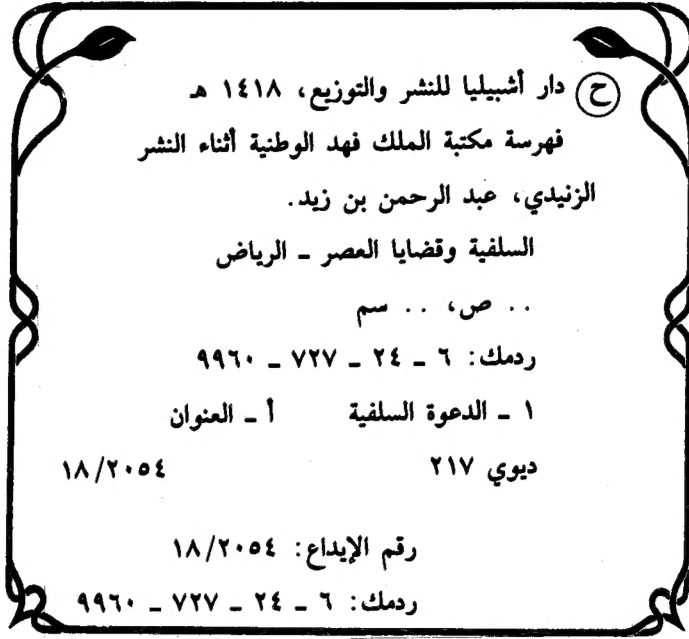 ح دار أشبيليا للنشر والتوزيع، ١٤١٨ هـ
فهرسة مكتبة الملك فهد الوطنية أثناء النشر
الزنيدي، عبد الرحمن بن زيد.
السلفية وقضايا العصر ـ الرياض
.. ص، .. سم
ردمك: ٦ ـ ٢٤ ـ ٧٢٧ ـ ٩٩٦٠
١ ـ الدعوة السلفية أ ـ العنوان
ديوي ٢١٧ ١٨/٢٠٥٤
رقم الإيداع: ١٨/٢٠٥٤
ردمك: ٦ ـ ٢٤ ـ ٧٢٧ ـ ٩٩٦٠